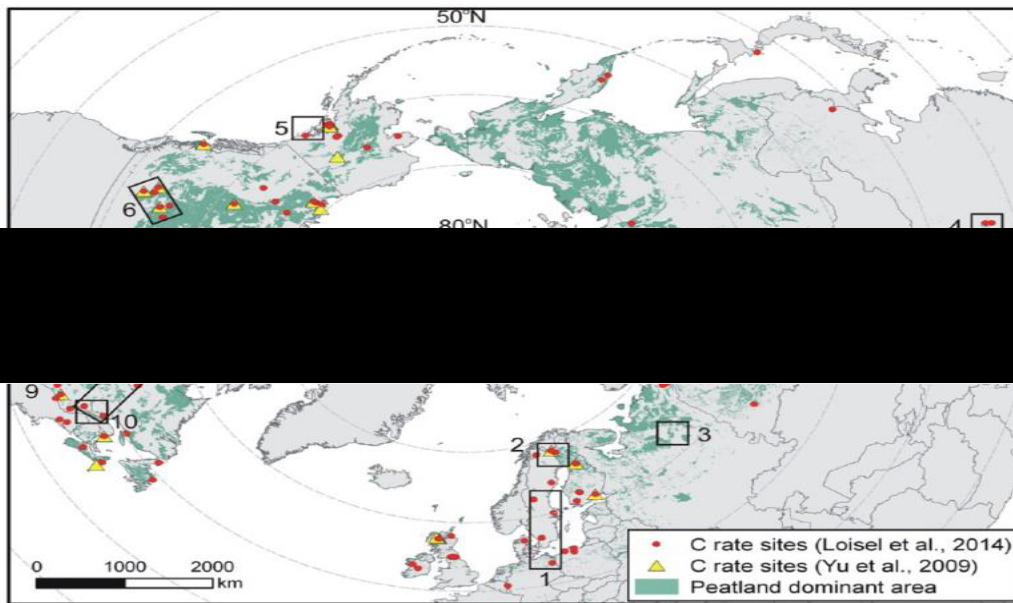 50°N
5
6
80°N
4
9
10
2
3
1
0 1000 2000
km
C rate sites (Loisel et al., 2014)
C rate sites (Yu et al., 2009)
Peatland dominant area